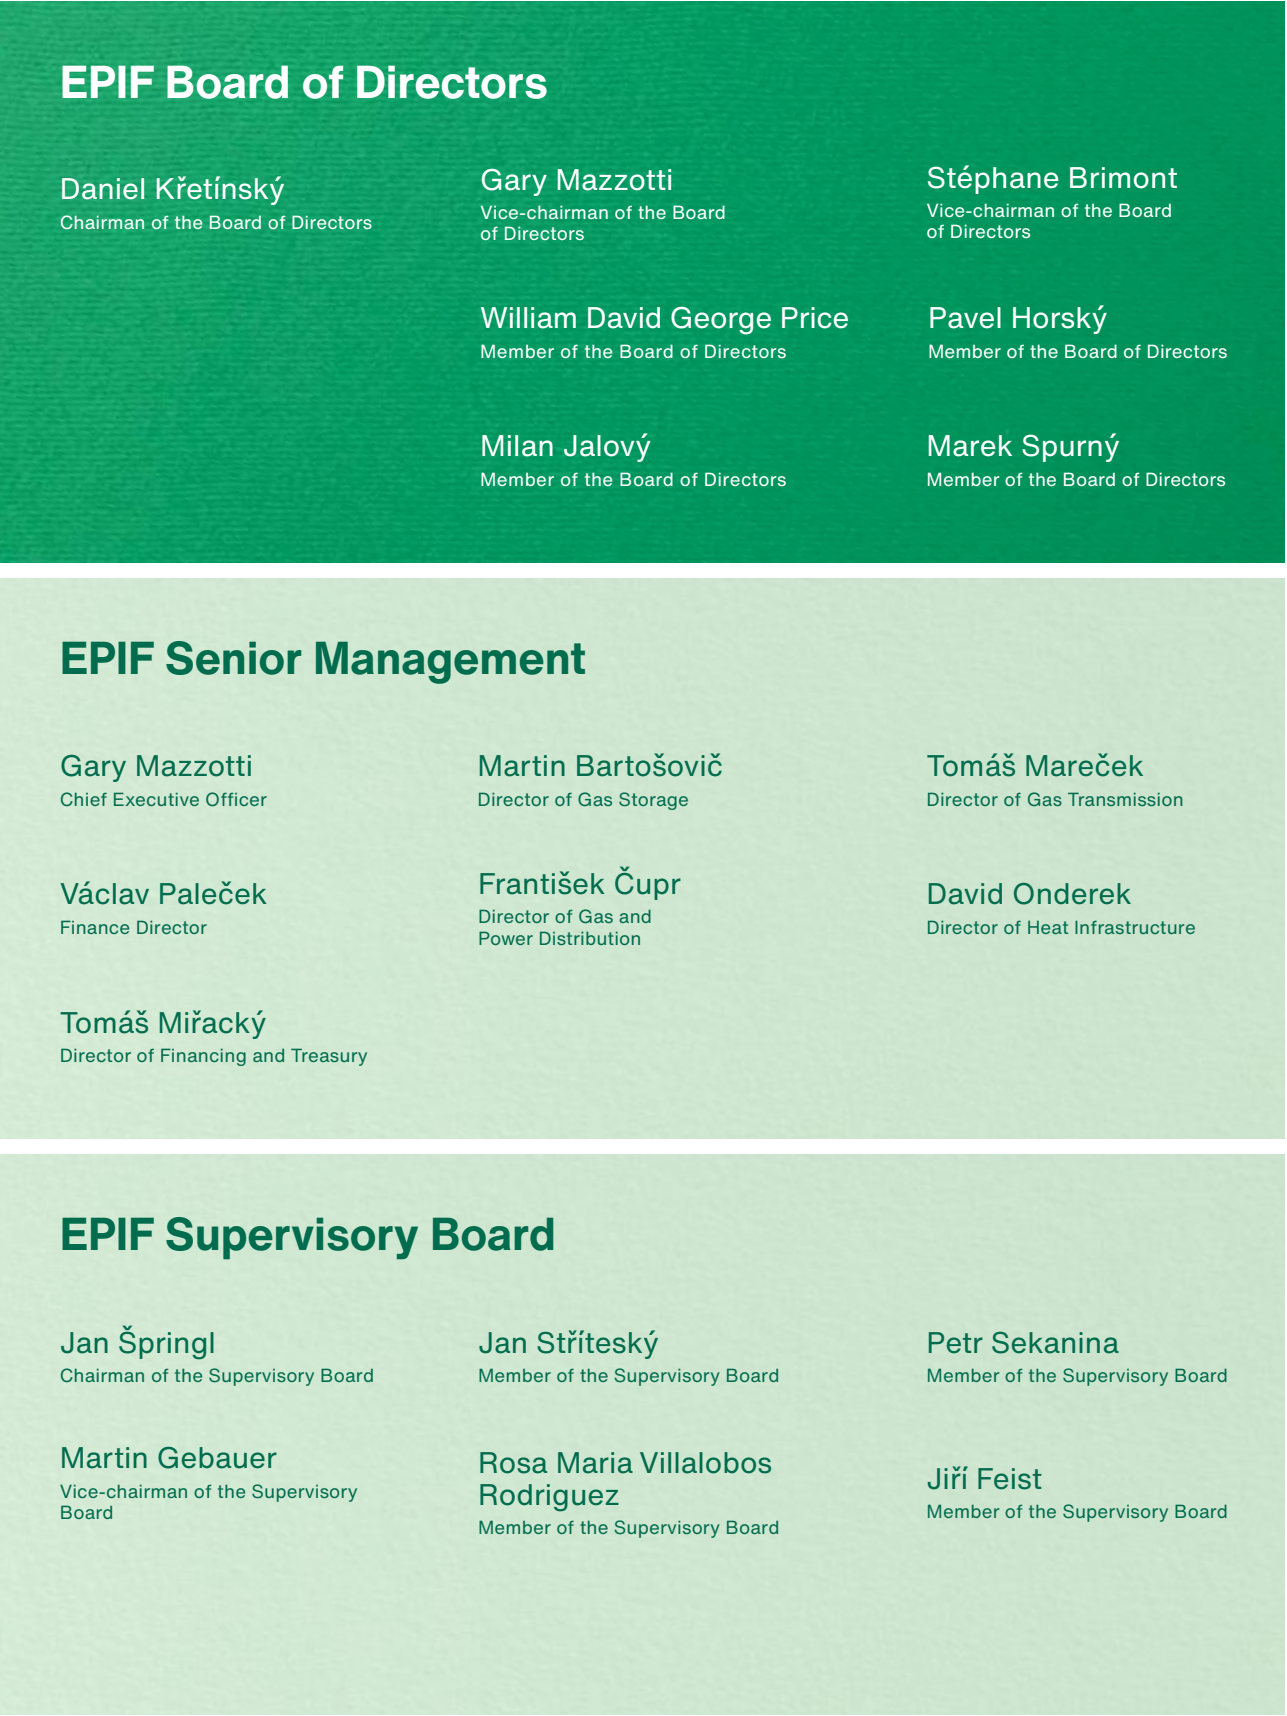 EPIF Board of Directors
Daniel Křetínský
Chairman of the Board of Directors
Gary Mazzotti
Vice-chairman of the Board
of Directors
Stéphane Brimont
Vice-chairman of the Board
of Directors
William David George Price
Member of the Board of Directors
Pavel Horský
Member of the Board of Directors
Milan Jalový
Member of the Board of Directors
Marek Spurný
Member of the Board of Directors
EPIF Senior Management
Gary Mazzotti
Chief Executive Officer
Martin Bartošovič
Director of Gas Storage
Tomáš Mareček
Director of Gas Transmission
Václav Paleček
Finance Director
František Čupr
Director of Gas and
Power Distribution
David Onderek
Director of Heat Infrastructure
Tomáš Miřacký
Director of Financing and Treasury
EPIF Supervisory Board
Jan Špringl
Chairman of the Supervisory Board
Jan Stříteský
Member of the Supervisory Board
Petr Sekanina
Member of the Supervisory Board
Martin Gebauer
Vice-chairman of the Supervisory
Board
Rosa Maria Villalobos
Rodriguez
Member of the Supervisory Board
Jiří Feist
Member of the Supervisory Board